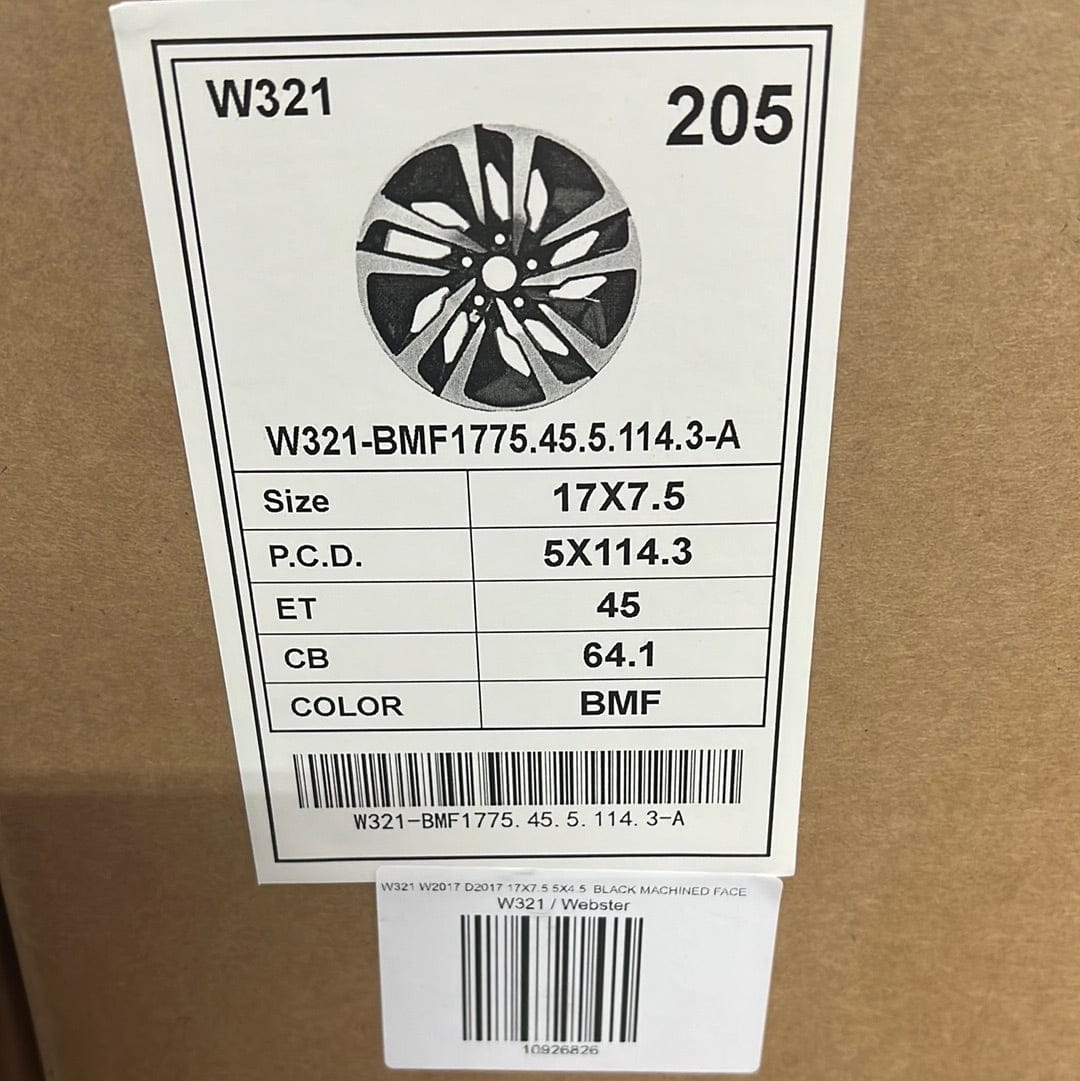 W321
205
W321-BMF1775.45.5.114.3-A
Size 17X7.5
P.C.D. 5X114.3
ET 45
CB 64.1
COLOR BMF
W321-BMF1775.45.5.114.3-A
W321 W2017 D2017 17X7.5 5X4.5 BLACK MACHINED FACE
W321 / Webster
10926826